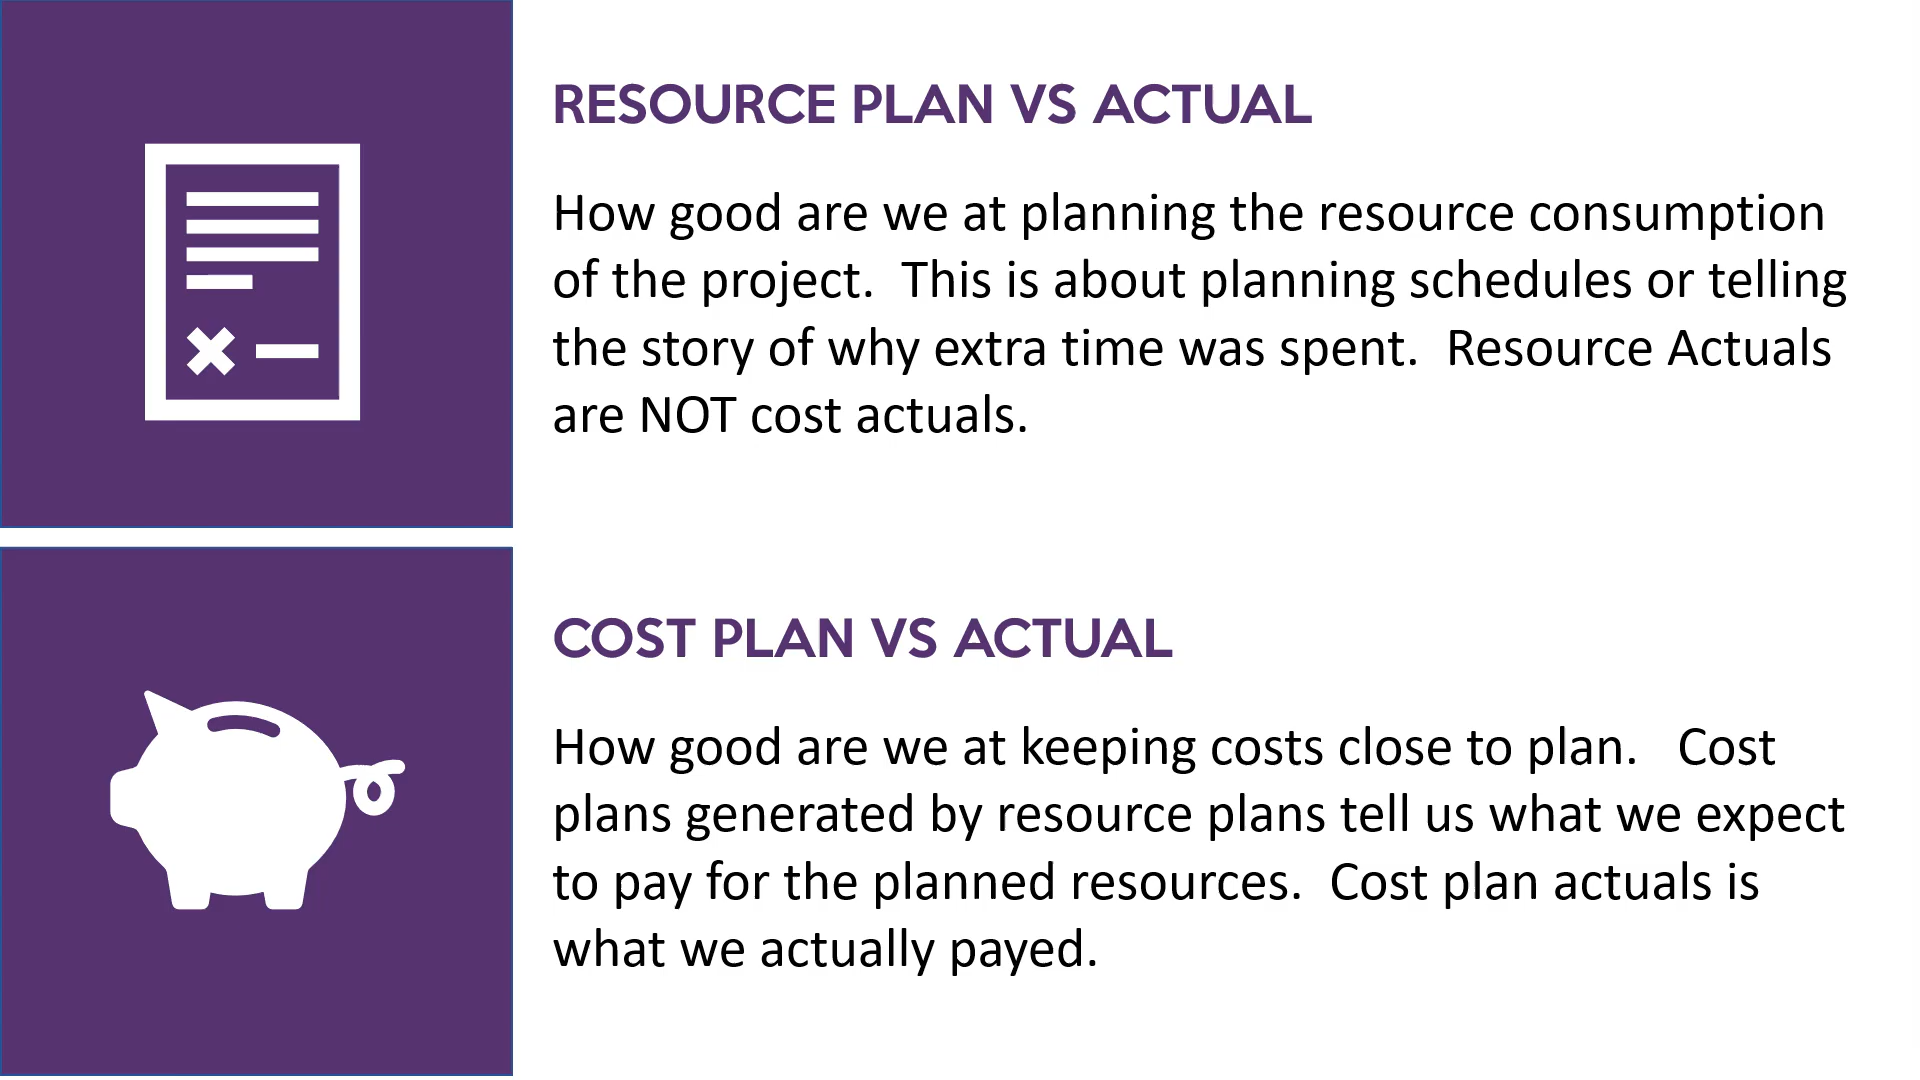 RESOURCE PLAN VS ACTUAL
How good are we at planning the resource consumption
of the project.  This is about planning schedules or telling
the story of why extra time was spent.  Resource Actuals
are NOT cost actuals.
COST PLAN VS ACTUAL
How good are we at keeping costs close to plan.   Cost
plans generated by resource plans tell us what we expect
to pay for the planned resources.  Cost plan actuals is
what we actually payed.